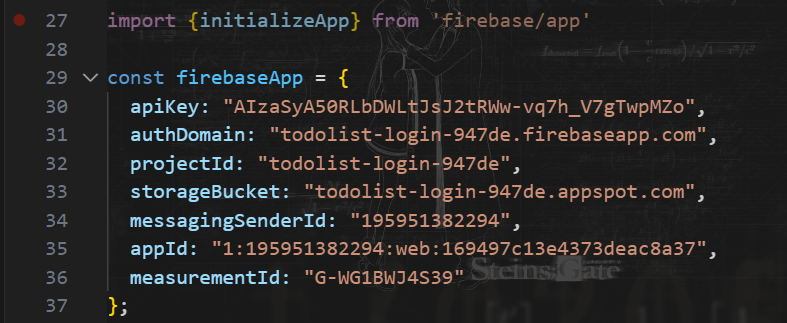 27 import {initializeApp} from 'firebase/app'
28
29 const firebaseApp = {
30 apiKey: "AIzaSyA50RLbDWLtJsJ2tRWw-vq7h_V7gTwpMZo",
31 authDomain: "todolist-login-947de.firebaseapp.com",
32 projectId: "todolist-login-947de",
33 storageBucket: "todolist-login-947de.appspot.com",
34 messagingSenderId: "195951382294",
35 appId: "1:195951382294:web:169497c13e4373deac8a37",
36 measurementId: "G-WG1BWJ4S39"
Steins;Gate
37 };